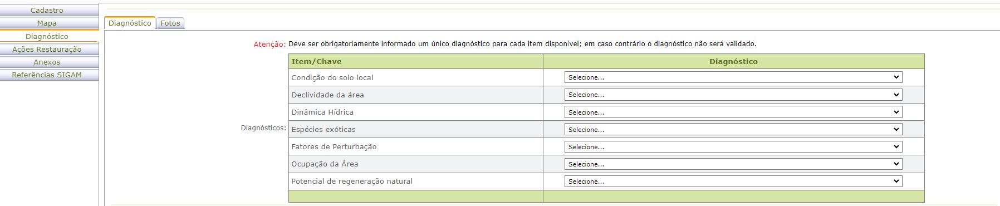 Cadastro
Mapa
Diagnóstico
Ações Restauração
Anexos
Referências SIGAM
Diagnóstico Fotos
Atenção: Deve ser obrigatoriamente informado um único diagnóstico para cada item disponível; em caso contrário o diagnóstico não será validado.
Diagnósticos:
Item/Chave Diagnóstico
Condição do solo local Selecione...
Declividade da área Selecione...
Dinâmica Hídrica Selecione...
Espécies exóticas Selecione...
Fatores de Perturbação Selecione...
Ocupação da Área Selecione...
Potencial de regeneração natural Selecione...